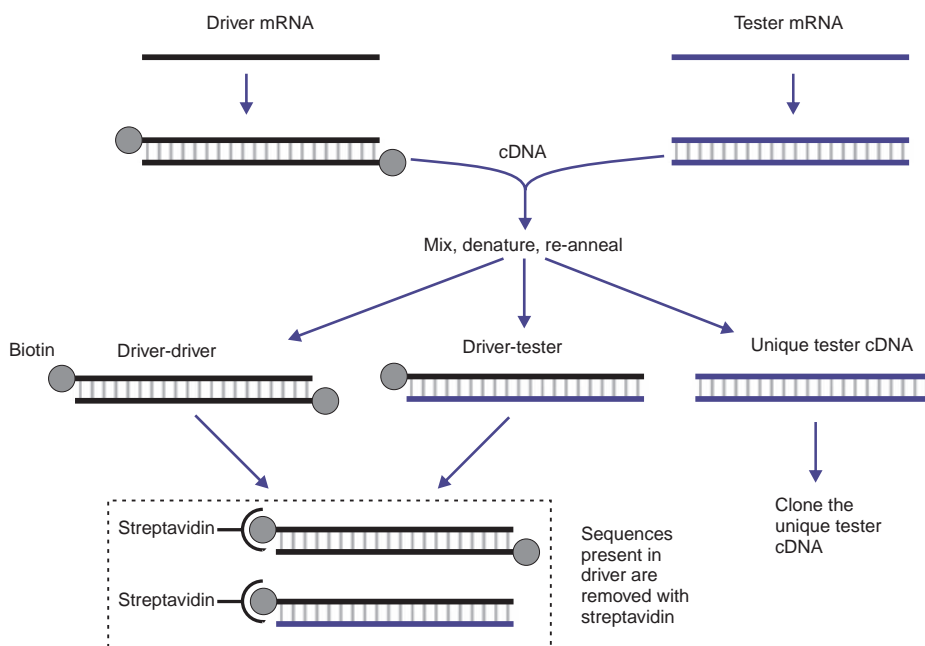 Driver mRNA
Tester mRNA
cDNA
Mix, denature, re-anneal
Biotin
Driver-driver
Driver-tester
Unique tester cDNA
Streptavidin
Streptavidin
Sequences
present in
driver are
removed with
streptavidin
Clone the
unique tester
cDNA